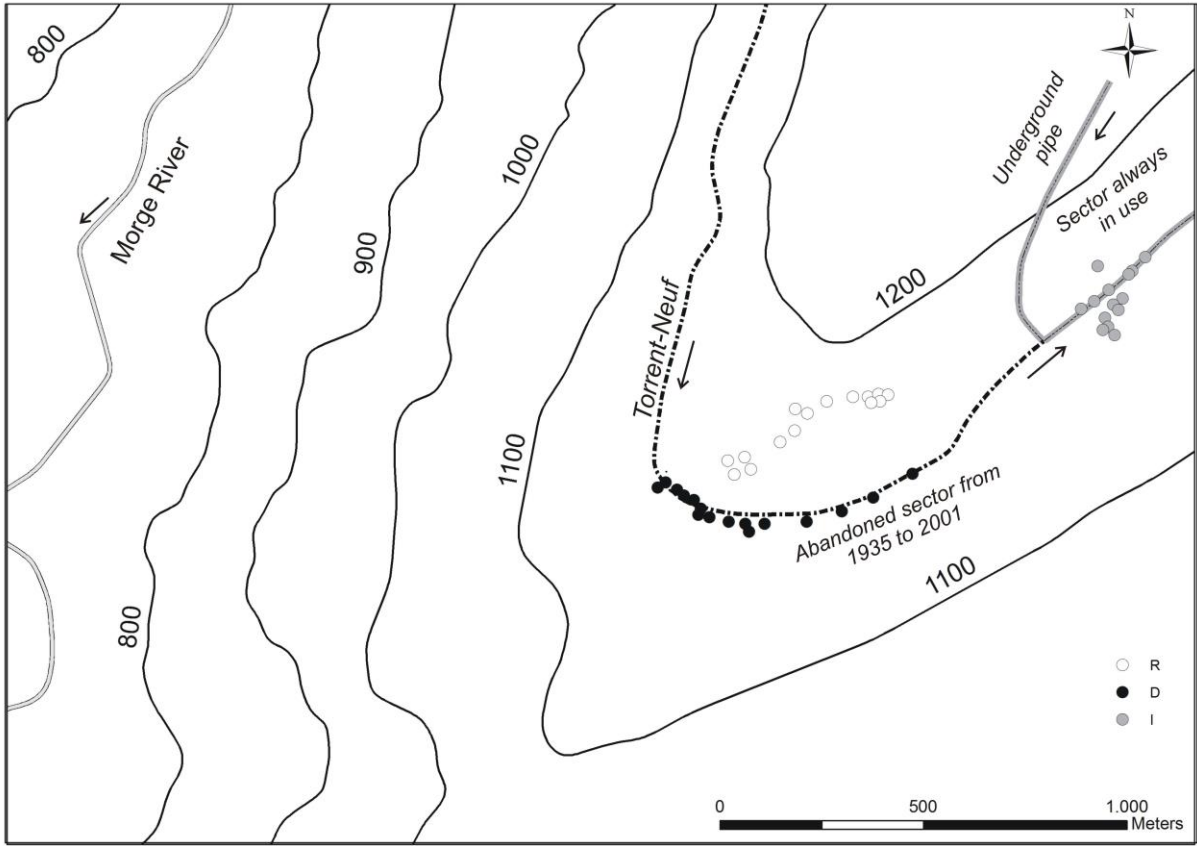 N
800
Morge River
1000
900
Underground
pipe
Sector always
in use
1200
Torrent-Neuf
1100
Abandoned sector from
1935 to 2001
1100
800
R
D
I
0 500 1.000
Meters